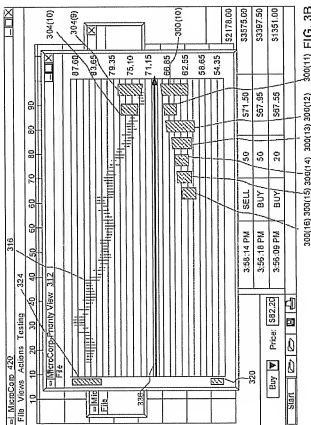 MicroCorp 420
File Views Actions Testing
324
316
304(10)
304(9)
300(10)
10 20 30 40 50 60 70 80 90
MicroCorp:Priority View 312
File
87.60
83.65
79.35
75.10
71.15
66.85
62.55
58.65
54.35
336
320
300(11)
300(12)
300(13)
300(14)
300(15)
300(16)
Buy
Price:
$82.20
3:58:14 PM SELL 50 $71.50 $3575.00
3:56:18 PM BUY 50 $67.95 $3397.50
3:56:09 PM BUY 20 $67.55 $1351.00
$2178.00
Start
FIG. 3B